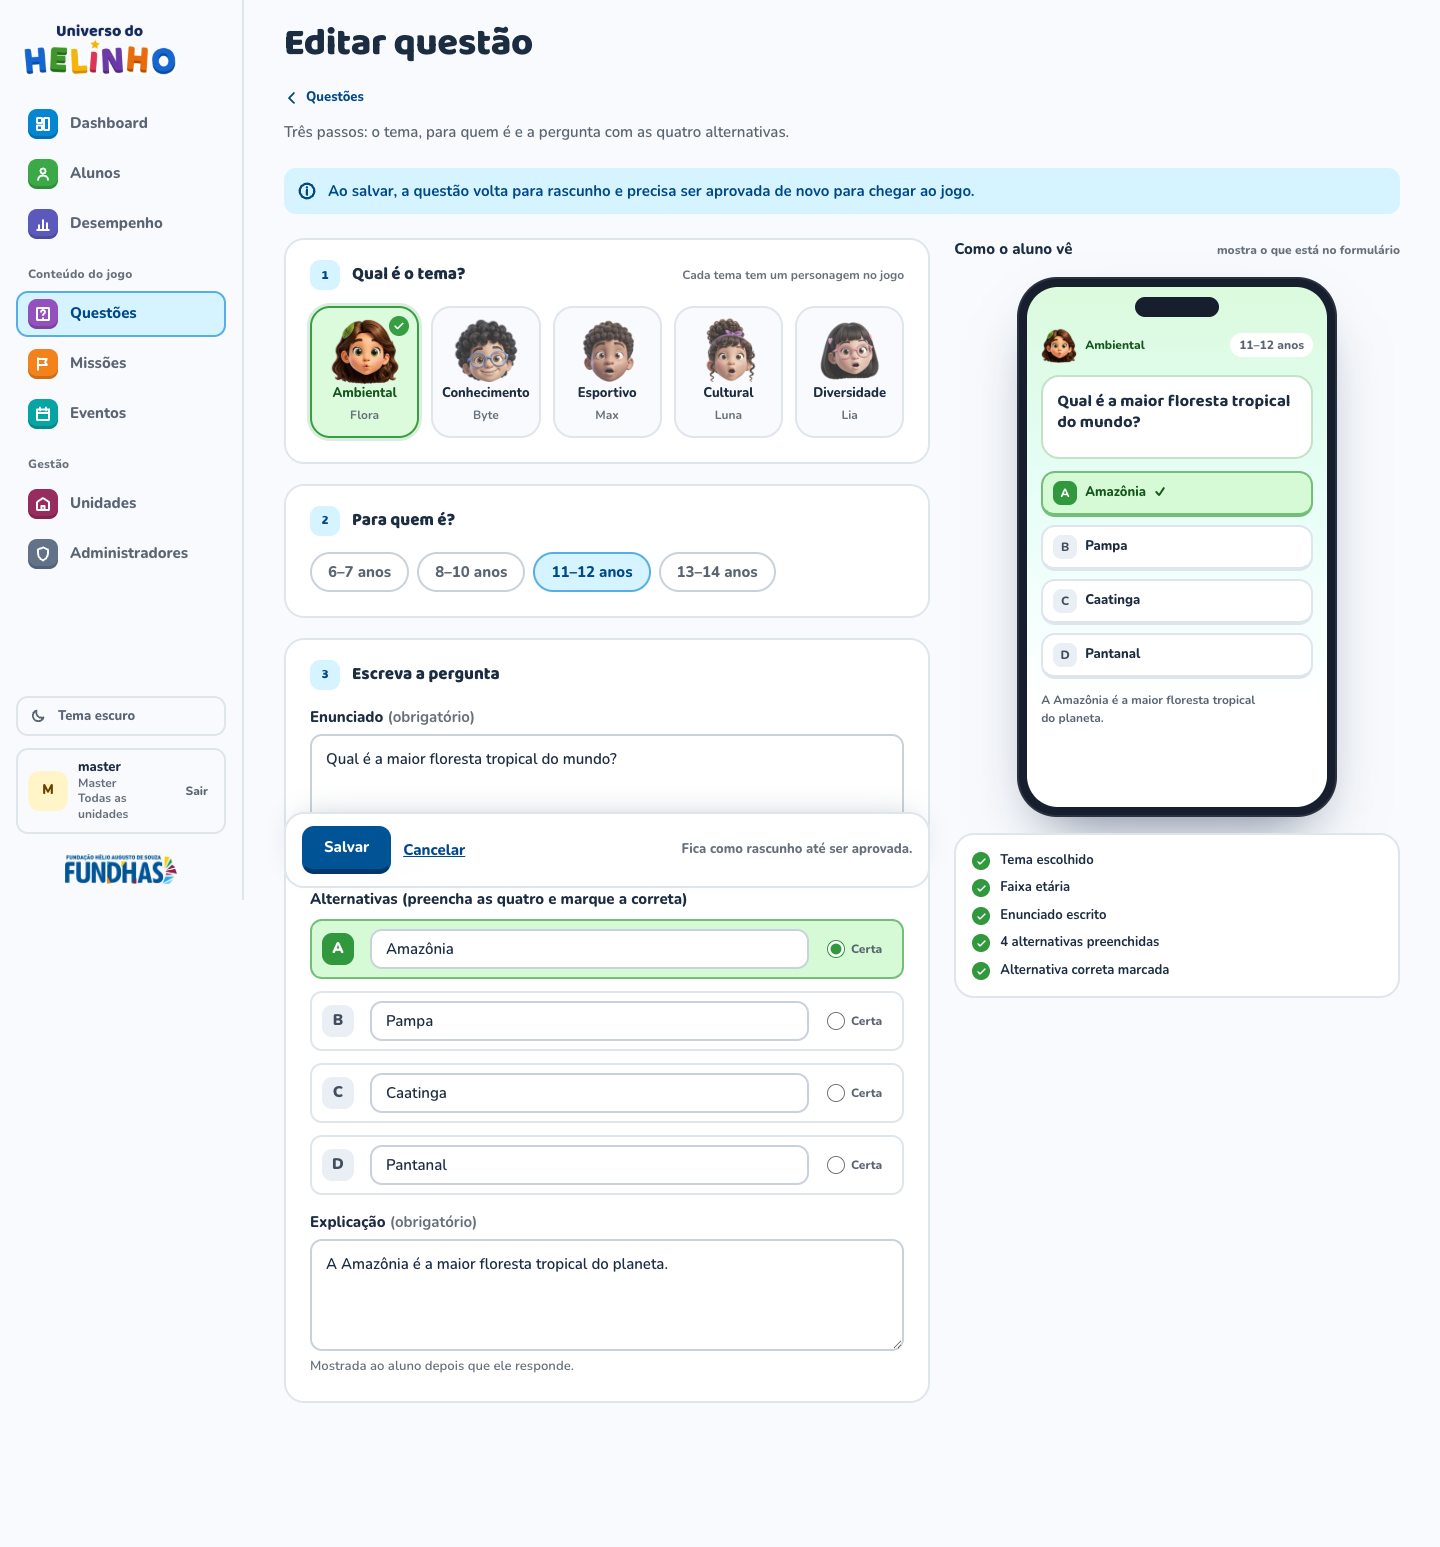 Universo do
HELINHO
Dashboard
Alunos
Desempenho
Conteúdo do jogo
Questões
Missões
Eventos
Gestão
Unidades
Administradores
Tema escuro
M
master
Master
Todas as
unidades
Sair
FUNDAÇÃO HÉLIO AUGUSTO DE SOUZA
FUNDHAS
Editar questão
Questões
Três passos: o tema, para quem é e a pergunta com as quatro alternativas.
Ao salvar, a questão volta para rascunho e precisa ser aprovada de novo para chegar ao jogo.
1 Qual é o tema?
Cada tema tem um personagem no jogo
Ambiental
Flora
Conhecimento
Byte
Esportivo
Max
Cultural
Luna
Diversidade
Lia
2 Para quem é?
6–7 anos
8–10 anos
11–12 anos
13–14 anos
3 Escreva a pergunta
Enunciado (obrigatório)
Qual é a maior floresta tropical do mundo?
Salvar
Cancelar
Fica como rascunho até ser aprovada.
Alternativas (preencha as quatro e marque a correta)
A Amazônia Certa
B Pampa Certa
C Caatinga Certa
D Pantanal Certa
Explicação (obrigatório)
A Amazônia é a maior floresta tropical do planeta.
Mostrada ao aluno depois que ele responde.
Como o aluno vê
mostra o que está no formulário
Ambiental
11–12 anos
Qual é a maior floresta tropical
do mundo?
A Amazônia
B Pampa
C Caatinga
D Pantanal
A Amazônia é a maior floresta tropical
do planeta.
Tema escolhido
Faixa etária
Enunciado escrito
4 alternativas preenchidas
Alternativa correta marcada